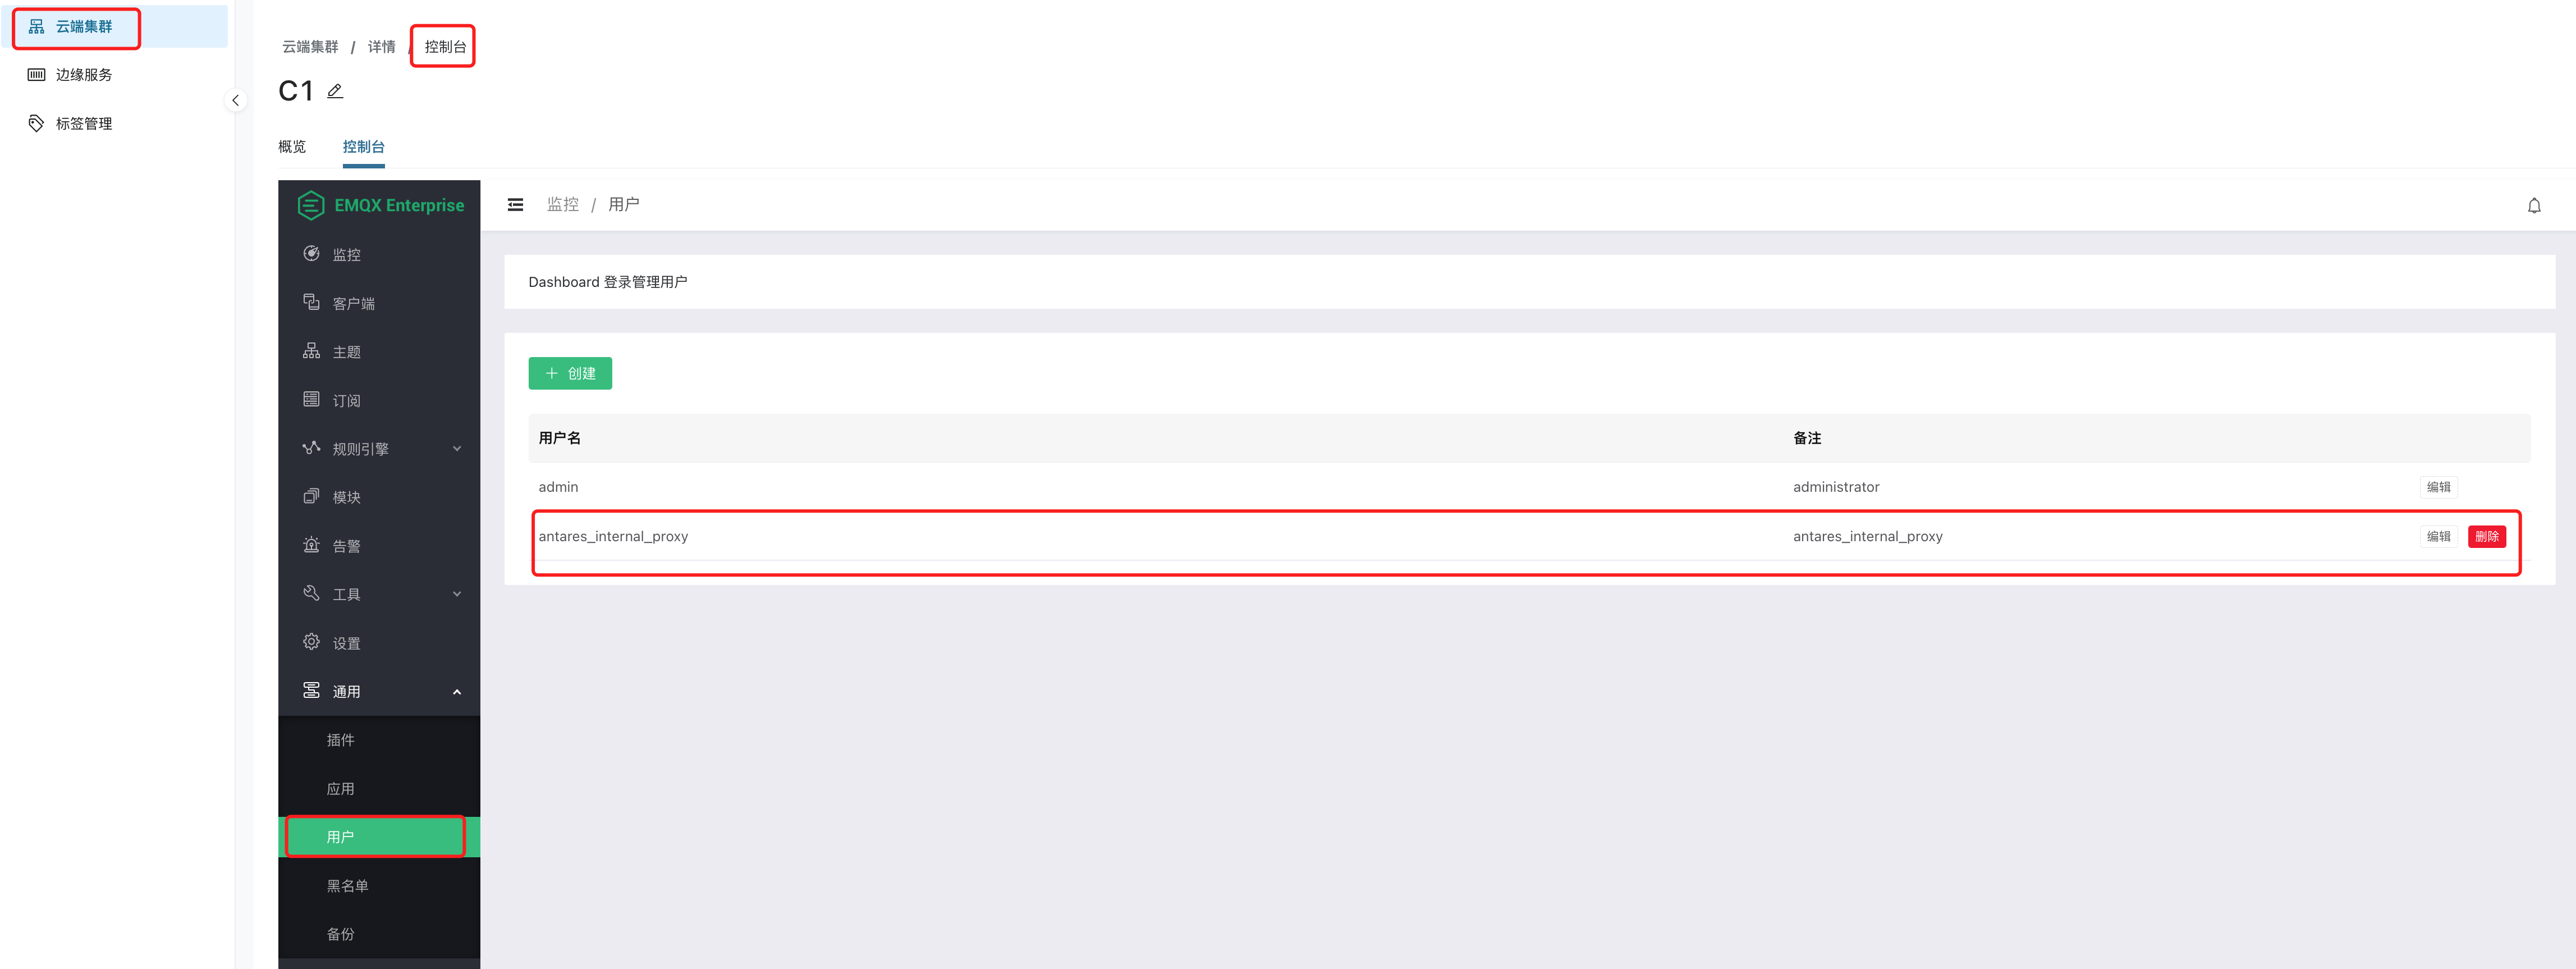 云端集群
边缘服务
标签管理
云端集群 / 详情 / 控制台
C1
概览 控制台
EMQX Enterprise
监控
客户端
主题
订阅
规则引擎
模块
告警
工具
设置
通用
插件
应用
用户
黑名单
备份
监控 / 用户
Dashboard 登录管理用户
创建
用户名 备注
admin administrator 编辑
antares_internal_proxy antares_internal_proxy 编辑 删除